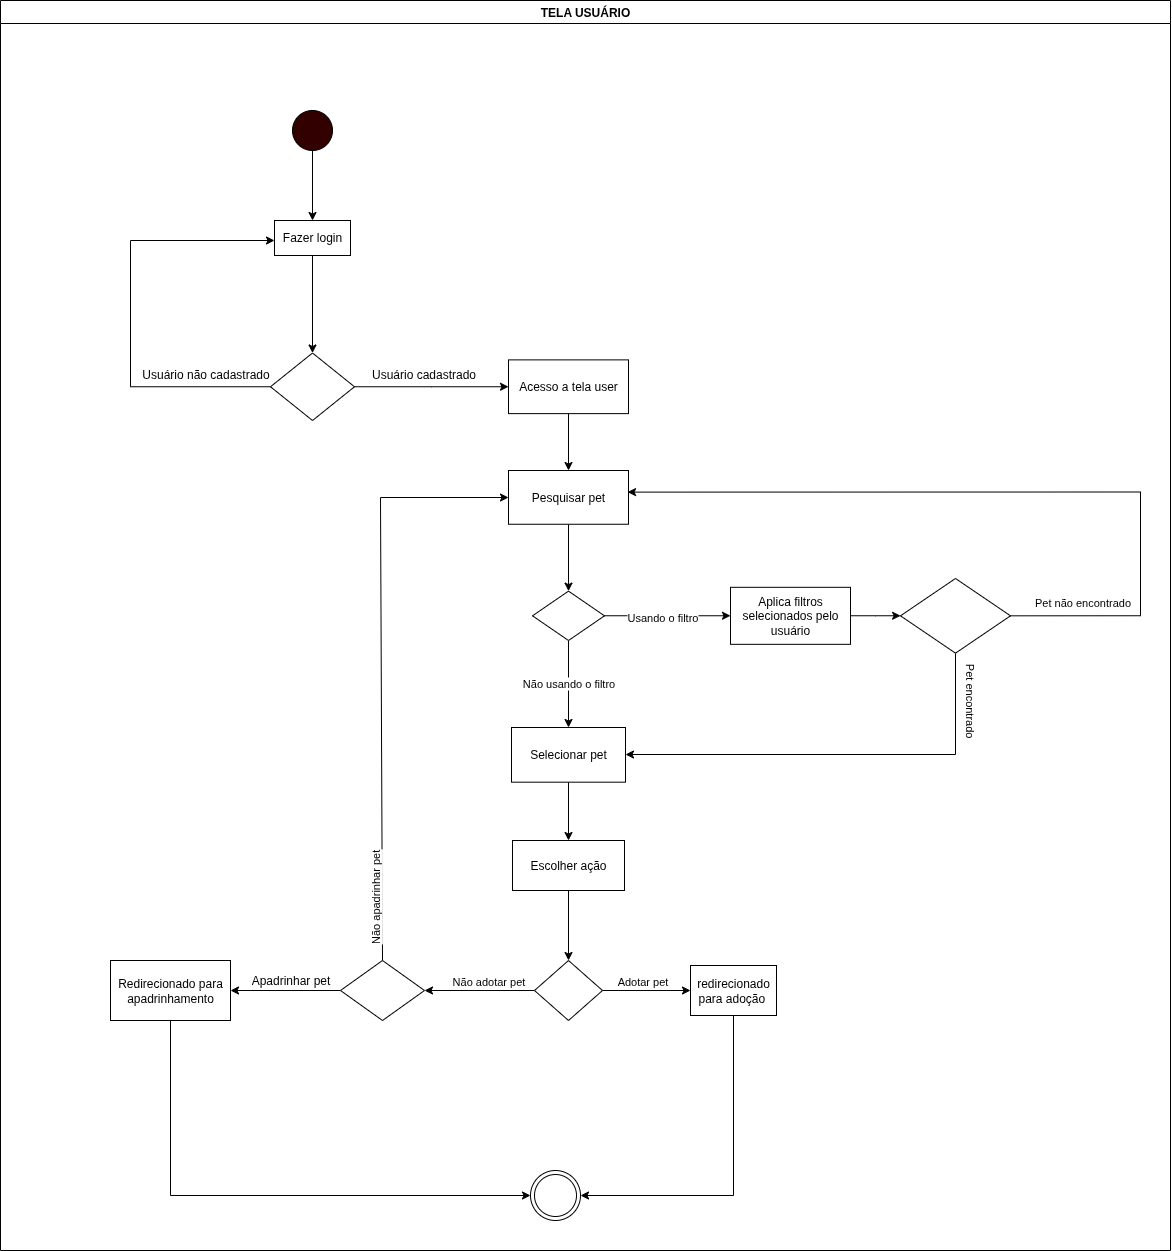 TELA USUÁRIO
Fazer login
Usuário não cadastrado
Usuário cadastrado
Acesso a tela user
Pesquisar pet
Usando o filtro
Aplica filtros
selecionados pelo
usuário
Pet não encontrado
Não usando o filtro
Pet encontrado
Selecionar pet
Escolher ação
Não apadrinhar pet
Redirecionado para
apadrinhamento
Apadrinhar pet
Não adotar pet
Adotar pet
redirecionado
para adoção